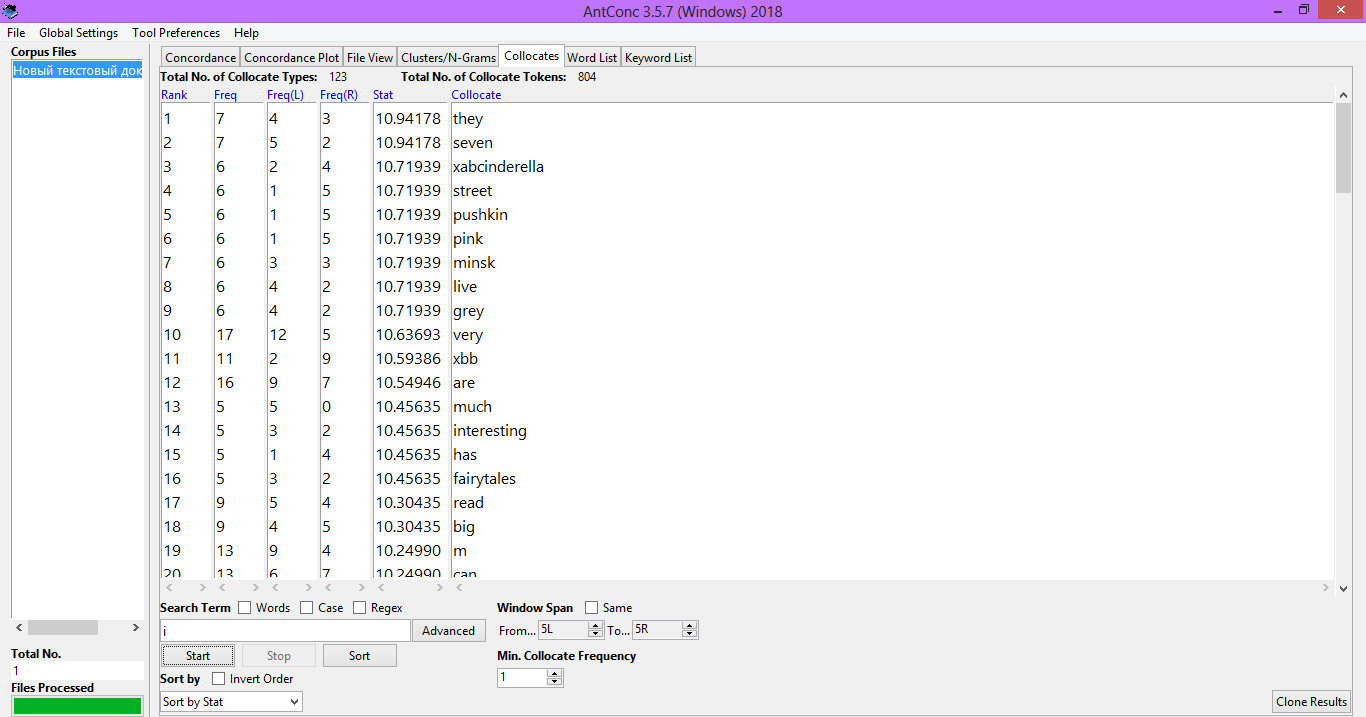 AntConc 3.5.7 (Windows) 2018
File Global Settings Tool Preferences Help
Corpus Files
Новый текстовый док
Concordance Concordance Plot File View Clusters/N-Grams Collocates Word List Keyword List
Total No. of Collocate Types: 123 Total No. of Collocate Tokens: 804
Rank Freq Freq(L) Freq(R) Stat Collocate
1 7 4 3 10.94178 they
2 7 5 2 10.94178 seven
3 6 2 4 10.71939 xabcinderella
4 6 1 5 10.71939 street
5 6 1 5 10.71939 pushkin
6 6 1 5 10.71939 pink
7 6 3 3 10.71939 minsk
8 6 4 2 10.71939 live
9 6 4 2 10.71939 grey
10 17 12 5 10.63693 very
11 11 2 9 10.59386 xbb
12 16 9 7 10.54946 are
13 5 5 0 10.45635 much
14 5 3 2 10.45635 interesting
15 5 1 4 10.45635 has
16 5 3 2 10.45635 fairytales
17 9 5 4 10.30435 read
18 9 4 5 10.30435 big
19 13 9 4 10.24990 m
20 13 6 7 10.24990 can
Search Term Words Case Regex Window Span Same
i Advanced From... 5L To... 5R
Start Stop Sort Min. Collocate Frequency
Sort by Invert Order 1
Sort by Stat
Total No.
1
Files Processed
Clone Results